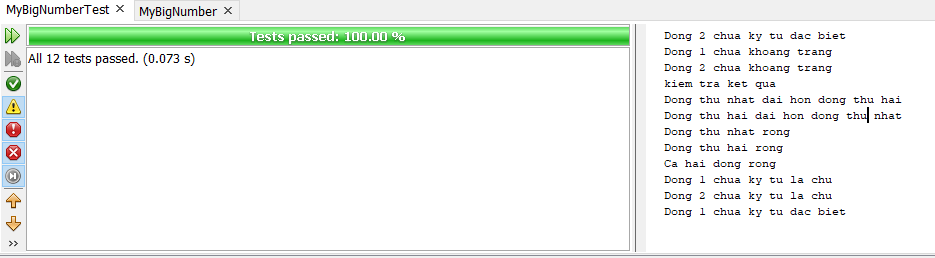 MyBigNumberTest
MyBigNumber
Tests passed: 100.00 %
All 12 tests passed. (0.073 s)
Dong 2 chua ky tu dac biet
Dong 1 chua khoang trang
Dong 2 chua khoang trang
kiem tra ket qua
Dong thu nhat dai hon dong thu hai
Dong thu hai dai hon dong thu nhat
Dong thu nhat rong
Dong thu hai rong
Ca hai dong rong
Dong 1 chua ky tu la chu
Dong 2 chua ky tu la chu
Dong 1 chua ky tu dac biet